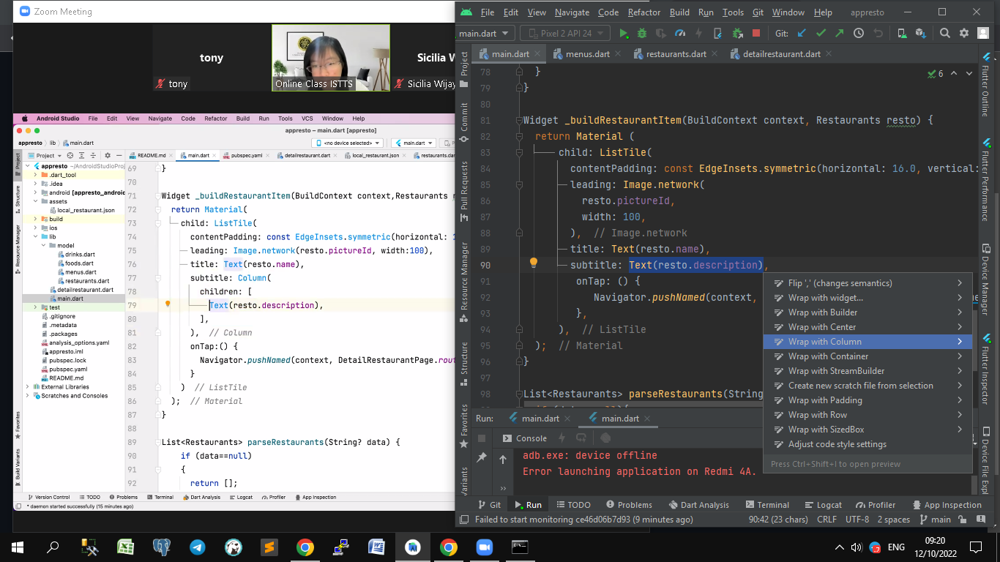 Zoom Meeting
tony
tony
Online Class ISTTS
Sicilia W
Sicilia Wijay
Android Studio File Edit View Navigate Code Refactor Build Run Tools VCS Window Help
appresto – main.dart [appresto]
appresto lib main.dart
<no device selected> main.dart
Project
README.md main.dart pubspec.yaml detailrestaurant.dart local_restaurant.json restaurants.dart
Project
Structure
Resource Manager
Favorites
Build Variants
appresto ~/AndroidStudioProj
.dart_tool
.idea
android [appresto_android
assets
local_restaurant.json
build
ios
lib
model
drinks.dart
foods.dart
menus.dart
restaurants.dart
detailrestaurant.dart
main.dart
test
.gitignore
.metadata
.packages
analysis_options.yaml
appresto.iml
pubspec.lock
pubspec.yaml
README.md
External Libraries
Scratches and Consoles
69 }
70
71 Widget _buildRestaurantItem(BuildContext context,Restaurants r
72 return Material(
73 child: ListTile(
74 contentPadding: const EdgeInsets.symmetric(horizontal: 1
75 leading: Image.network(resto.pictureId, width:100),
76 title: Text(resto.name),
77 subtitle: Column(
78 children: [
79 Text(resto.description),
80 ],
81 ), // Column
82 onTap:() {
83 Navigator.pushNamed(context, DetailRestaurantPage.rout
84 }
85 ) // ListTile
86 ); // Material
87 }
88
89 List<Restaurants> parseRestaurants(String? data) {
90 if (data==null)
91 {
92 return [];
Version Control TODO Problems Terminal Dart Analysis Logcat Profiler App Inspection
* daemon started successfully (15 minutes ago)
File Edit View Navigate Code Refactor Build Run Tools Git Window Help appresto
main.dart Pixel 2 API 24 Git:
main.dart menus.dart restaurants.dart detailrestaurant.dart
Project
Commit
Pull Requests
Resource Manager
Structure
Favorites
Variants
6
78 }
79 }
80
81 Widget _buildRestaurantItem(BuildContext context, Restaurants resto) {
82 return Material (
83 child: ListTile(
84 contentPadding: const EdgeInsets.symmetric(horizontal: 16.0, vertical:
85 leading: Image.network(
86 resto.pictureId,
87 width: 100,
88 ), // Image.network
89 title: Text(resto.name),
90 subtitle: Text(resto.description),
91 onTap: () {
92 Navigator.pushNamed(context,
93 },
94 ), // ListTile
95 ); // Material
96 }
97
98 List<Restaurants> parseRestaurants(String
Flip ',' (changes semantics)
Wrap with widget...
Wrap with Builder
Wrap with Center
Wrap with Column
Wrap with Container
Wrap with StreamBuilder
Create new scratch file from selection
Wrap with Padding
Wrap with Row
Wrap with SizedBox
Adjust code style settings
Press Ctrl+Shift+I to open preview
Flutter Outline
Flutter Performance
Device Manager
Flutter Inspector
Device File Expl
Run: main.dart main.dart
Console
adb.exe: device offline
Error launching application on Redmi 4A.
Git Run TODO Problems Dart Analysis Terminal Logcat Profiler App Inspection
Failed to start monitoring ce46d06b7d93 (9 minutes ago) 90:42 (23 chars) CRLF UTF-8 2 spaces main
ENG
09:20
12/10/2022